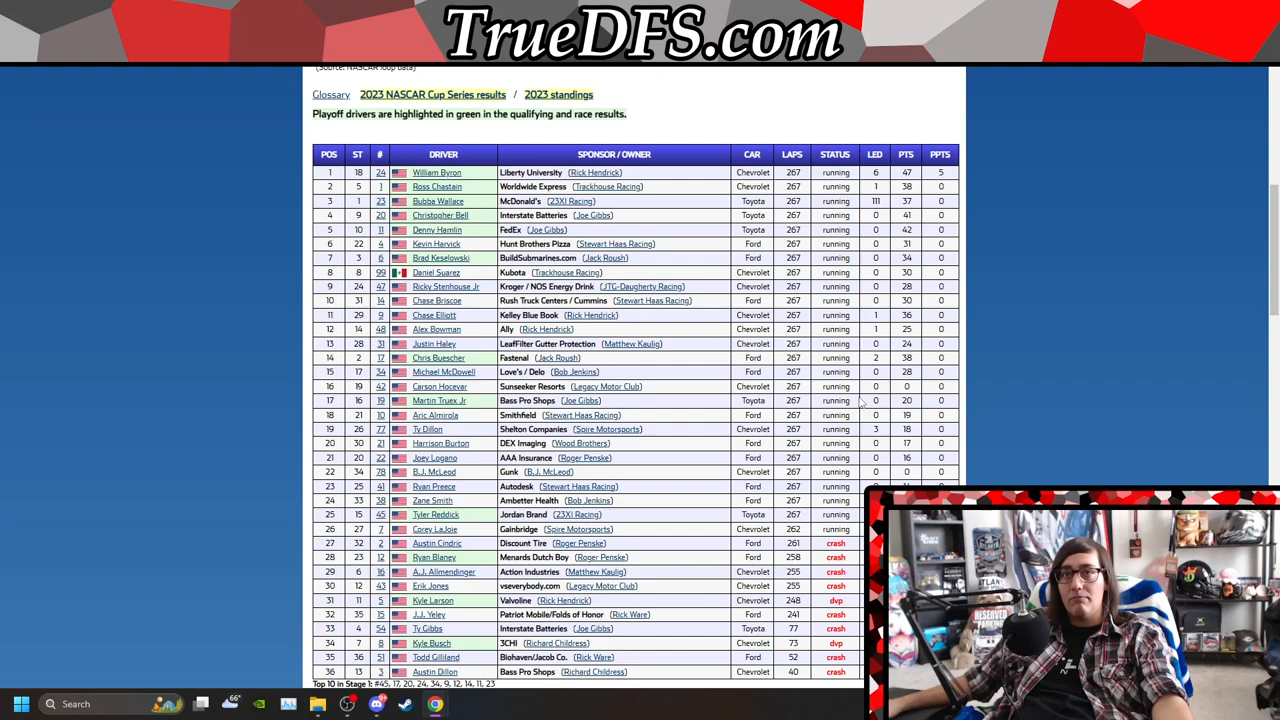 TrueDFS.com
(Source: NASCAR loop data)
Glossary 2023 NASCAR Cup Series results / 2023 standings
Playoff drivers are highlighted in green in the qualifying and race results.
POS ST # DRIVER SPONSOR / OWNER CAR LAPS STATUS LED PTS PPTS
1 18 24 William Byron Liberty University (Rick Hendrick) Chevrolet 267 running 6 47 5
2 5 1 Ross Chastain Worldwide Express (Trackhouse Racing) Chevrolet 267 running 1 38 0
3 1 23 Bubba Wallace McDonald's (23XI Racing) Toyota 267 running 111 37 0
4 9 20 Christopher Bell Interstate Batteries (Joe Gibbs) Toyota 267 running 0 41 0
5 10 11 Denny Hamlin FedEx (Joe Gibbs) Toyota 267 running 0 42 0
6 22 4 Kevin Harvick Hunt Brothers Pizza (Stewart Haas Racing) Ford 267 running 0 31 0
7 3 6 Brad Keselowski BuildSubmarines.com (Jack Roush) Ford 267 running 0 34 0
8 8 99 Daniel Suarez Kubota (Trackhouse Racing) Chevrolet 267 running 0 30 0
9 24 47 Ricky Stenhouse Jr Kroger / NOS Energy Drink (JTG-Daugherty Racing) Chevrolet 267 running 0 28 0
10 31 14 Chase Briscoe Rush Truck Centers / Cummins (Stewart Haas Racing) Ford 267 running 0 30 0
11 29 9 Chase Elliott Kelley Blue Book (Rick Hendrick) Chevrolet 267 running 1 36 0
12 14 48 Alex Bowman Ally (Rick Hendrick) Chevrolet 267 running 1 25 0
13 28 31 Justin Haley LeafFilter Gutter Protection (Matthew Kaulig) Chevrolet 267 running 0 24 0
14 2 17 Chris Buescher Fastenal (Jack Roush) Ford 267 running 2 38 0
15 17 34 Michael McDowell Love's / Delo (Bob Jenkins) Ford 267 running 0 28 0
16 19 42 Carson Hocevar Sunseeker Resorts (Legacy Motor Club) Chevrolet 267 running 0 0 0
17 16 19 Martin Truex Jr Bass Pro Shops (Joe Gibbs) Toyota 267 running 0 20 0
18 21 10 Aric Almirola Smithfield (Stewart Haas Racing) Ford 267 running 0 19 0
19 26 77 Ty Dillon Shelton Companies (Spire Motorsports) Chevrolet 267 running 3 18 0
20 30 21 Harrison Burton DEX Imaging (Wood Brothers) Ford 267 running 0 17 0
21 20 22 Joey Logano AAA Insurance (Roger Penske) Ford 267 running 0 16 0
22 34 78 B.J. McLeod Gunk (B.J. McLeod) Chevrolet 267 running 0 0 0
23 25 41 Ryan Preece Autodesk (Stewart Haas Racing) Ford 267 running
24 33 38 Zane Smith Ambetter Health (Bob Jenkins) Ford 267 running
25 15 45 Tyler Reddick Jordan Brand (23XI Racing) Toyota 267 running
26 27 7 Corey LaJoie Gainbridge (Spire Motorsports) Chevrolet 262 running
27 32 2 Austin Cindric Discount Tire (Roger Penske) Ford 261 crash
28 23 12 Ryan Blaney Menards Dutch Boy (Roger Penske) Ford 258 crash
29 6 16 A.J. Allmendinger Action Industries (Matthew Kaulig) Chevrolet 255 crash
30 12 43 Erik Jones vseverybody.com (Legacy Motor Club) Chevrolet 255 crash
31 11 5 Kyle Larson Valvoline (Rick Hendrick) Chevrolet 248 dvp
32 35 15 J.J. Yeley Patriot Mobile/Folds of Honor (Rick Ware) Ford 241 crash
33 4 54 Ty Gibbs Interstate Batteries (Joe Gibbs) Toyota 77 crash
34 7 8 Kyle Busch 3CHI (Richard Childress) Chevrolet 73 dvp
35 36 51 Todd Gilliland Biohaven/Jacob Co. (Rick Ware) Ford 52 crash
36 13 3 Austin Dillon Bass Pro Shops (Richard Childress) Chevrolet 40 crash
Top 10 in Stage 1: #45, 17, 20, 24, 34, 9, 12, 14, 11, 23
ATLAN
RESERVED
PARKING
Search
66°